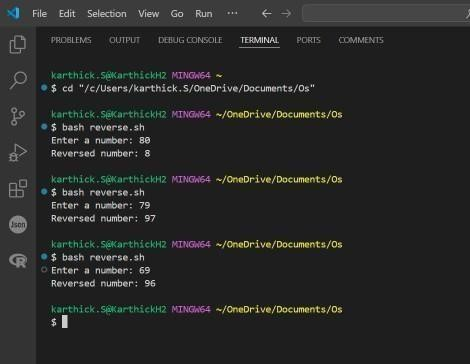 File Edit Selection View Go Run ···
PROBLEMS OUTPUT DEBUG CONSOLE TERMINAL PORTS COMMENTS
karthick.S@KarthickH2 MINGW64 ~
$ cd "/c/Users/karthick.S/OneDrive/Documents/Os"
karthick.S@KarthickH2 MINGW64 ~/OneDrive/Documents/Os
$ bash reverse.sh
Enter a number: 80
Reversed number: 8
karthick.S@KarthickH2 MINGW64 ~/OneDrive/Documents/Os
$ bash reverse.sh
Enter a number: 79
Reversed number: 97
karthick.S@KarthickH2 MINGW64 ~/OneDrive/Documents/Os
$ bash reverse.sh
Enter a number: 69
Reversed number: 96
karthick.S@KarthickH2 MINGW64 ~/OneDrive/Documents/Os
$
Json
R